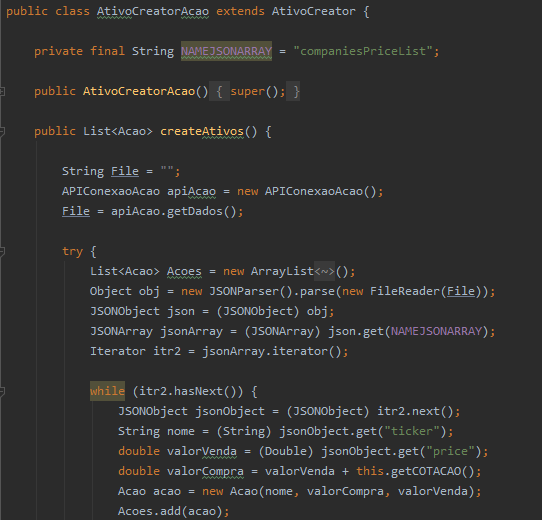 public class AtivoCreatorAcao extends AtivoCreator {
private final String NAMEJSONARRAY = "companiesPriceList";
public AtivoCreatorAcao() { super(); }
public List<Acao> createAtivos() {
String File = "";
APIConexaoAcao apiAcao = new APIConexaoAcao();
File = apiAcao.getDados();
try {
List<Acao> Acoes = new ArrayList<~>();
Object obj = new JSONParser().parse(new FileReader(File));
JSONObject json = (JSONObject) obj;
JSONArray jsonArray = (JSONArray) json.get(NAMEJSONARRAY);
Iterator itr2 = jsonArray.iterator();
while (itr2.hasNext()) {
JSONObject jsonObject = (JSONObject) itr2.next();
String nome = (String) jsonObject.get("ticker");
double valorVenda = (Double) jsonObject.get("price");
double valorCompra = valorVenda + this.getCOTACAO();
Acao acao = new Acao(nome, valorCompra, valorVenda);
Acoes.add(acao);